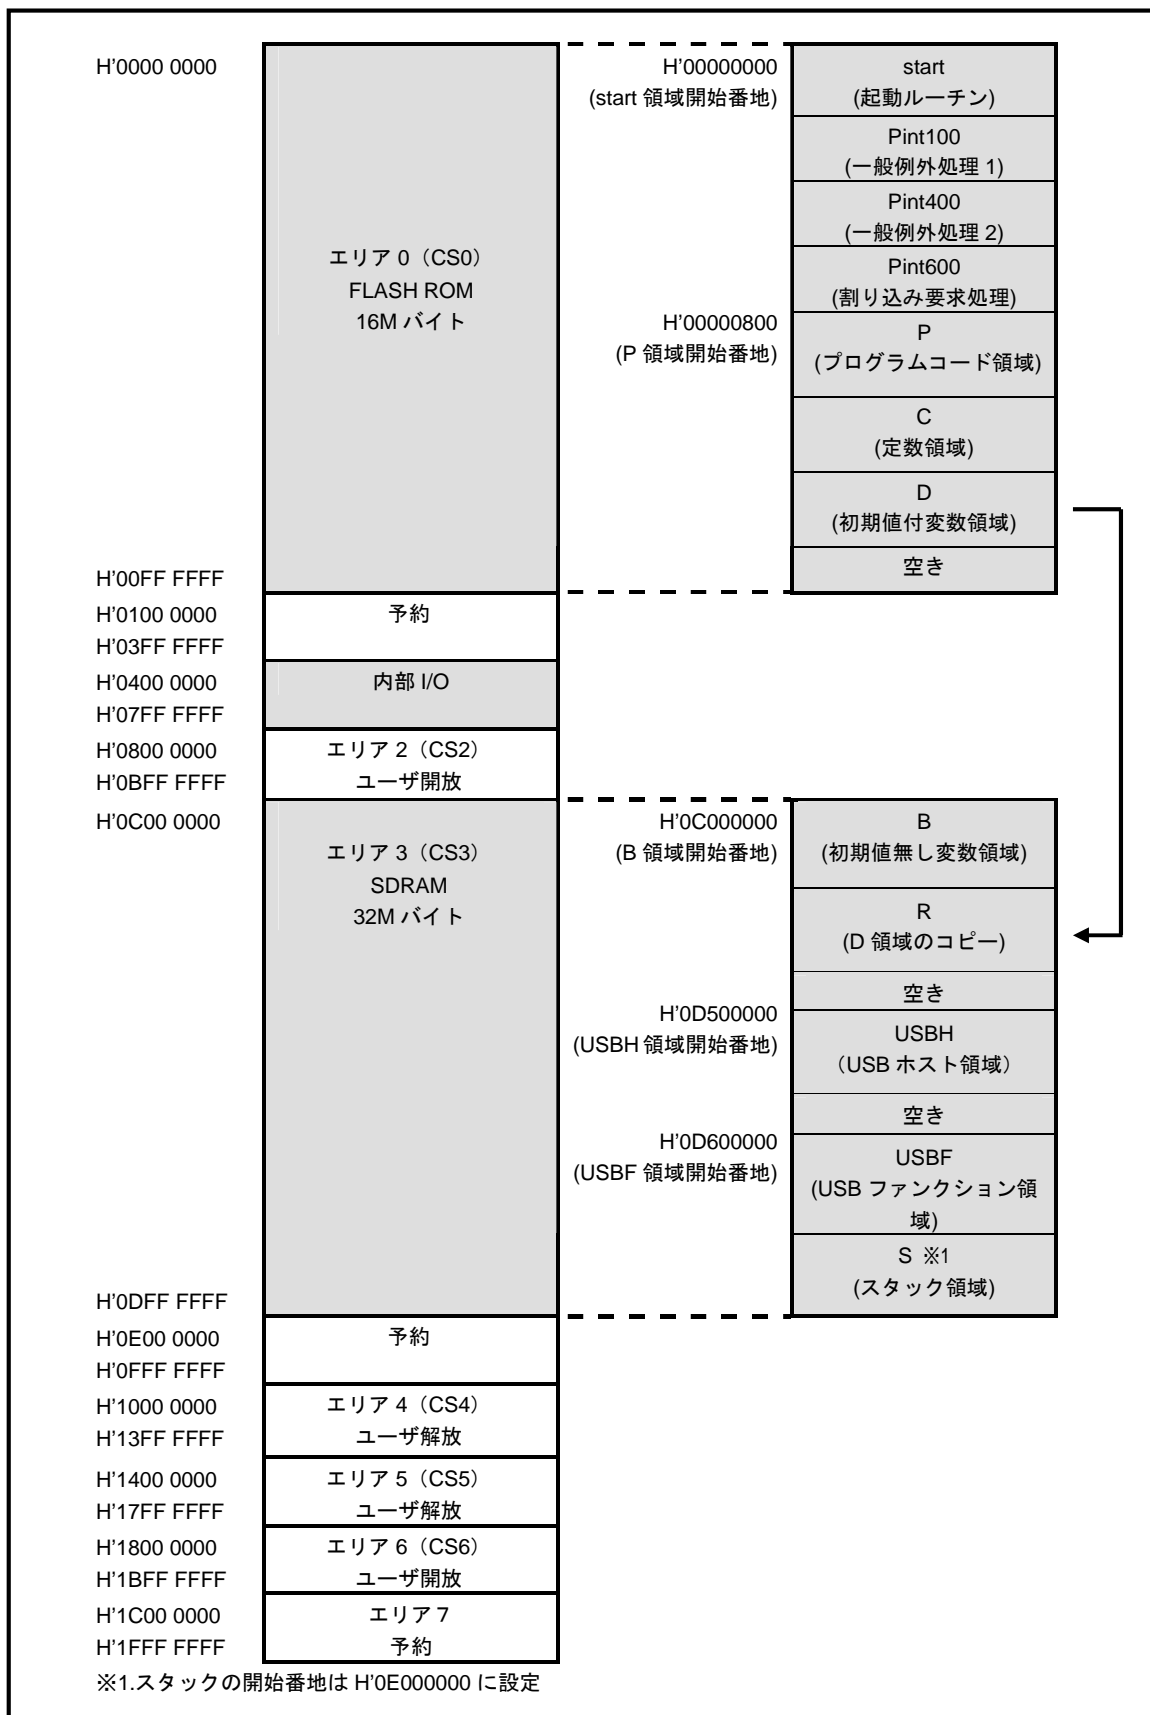 H'0000 0000
エリア 0（CS0）
FLASH ROM
16M バイト
H'00FF FFFF
H'00000000
(start 領域開始番地)
start
(起動ルーチン)
Pint100
(一般例外処理 1)
Pint400
(一般例外処理 2)
Pint600
(割り込み要求処理)
H'00000800
(P 領域開始番地)
P
(プログラムコード領域)
C
(定数領域)
D
(初期値付変数領域)
空き
H'0100 0000
H'03FF FFFF
予約
H'0400 0000
H'07FF FFFF
内部 I/O
H'0800 0000
H'0BFF FFFF
エリア 2（CS2）
ユーザ開放
H'0C00 0000
エリア 3（CS3）
SDRAM
32M バイト
H'0DFF FFFF
H'0C000000
(B 領域開始番地)
B
(初期値無し変数領域)
R
(D 領域のコピー)
空き
H'0D500000
(USBH 領域開始番地)
USBH
（USB ホスト領域）
空き
H'0D600000
(USBF 領域開始番地)
USBF
(USB ファンクション領
域)
S ※1
(スタック領域)
H'0E00 0000
H'0FFF FFFF
予約
H'1000 0000
H'13FF FFFF
エリア 4（CS4）
ユーザ解放
H'1400 0000
H'17FF FFFF
エリア 5（CS5）
ユーザ解放
H'1800 0000
H'1BFF FFFF
エリア 6（CS6）
ユーザ開放
H'1C00 0000
H'1FFF FFFF
エリア 7
予約
※1.スタックの開始番地は H'0E000000 に設定